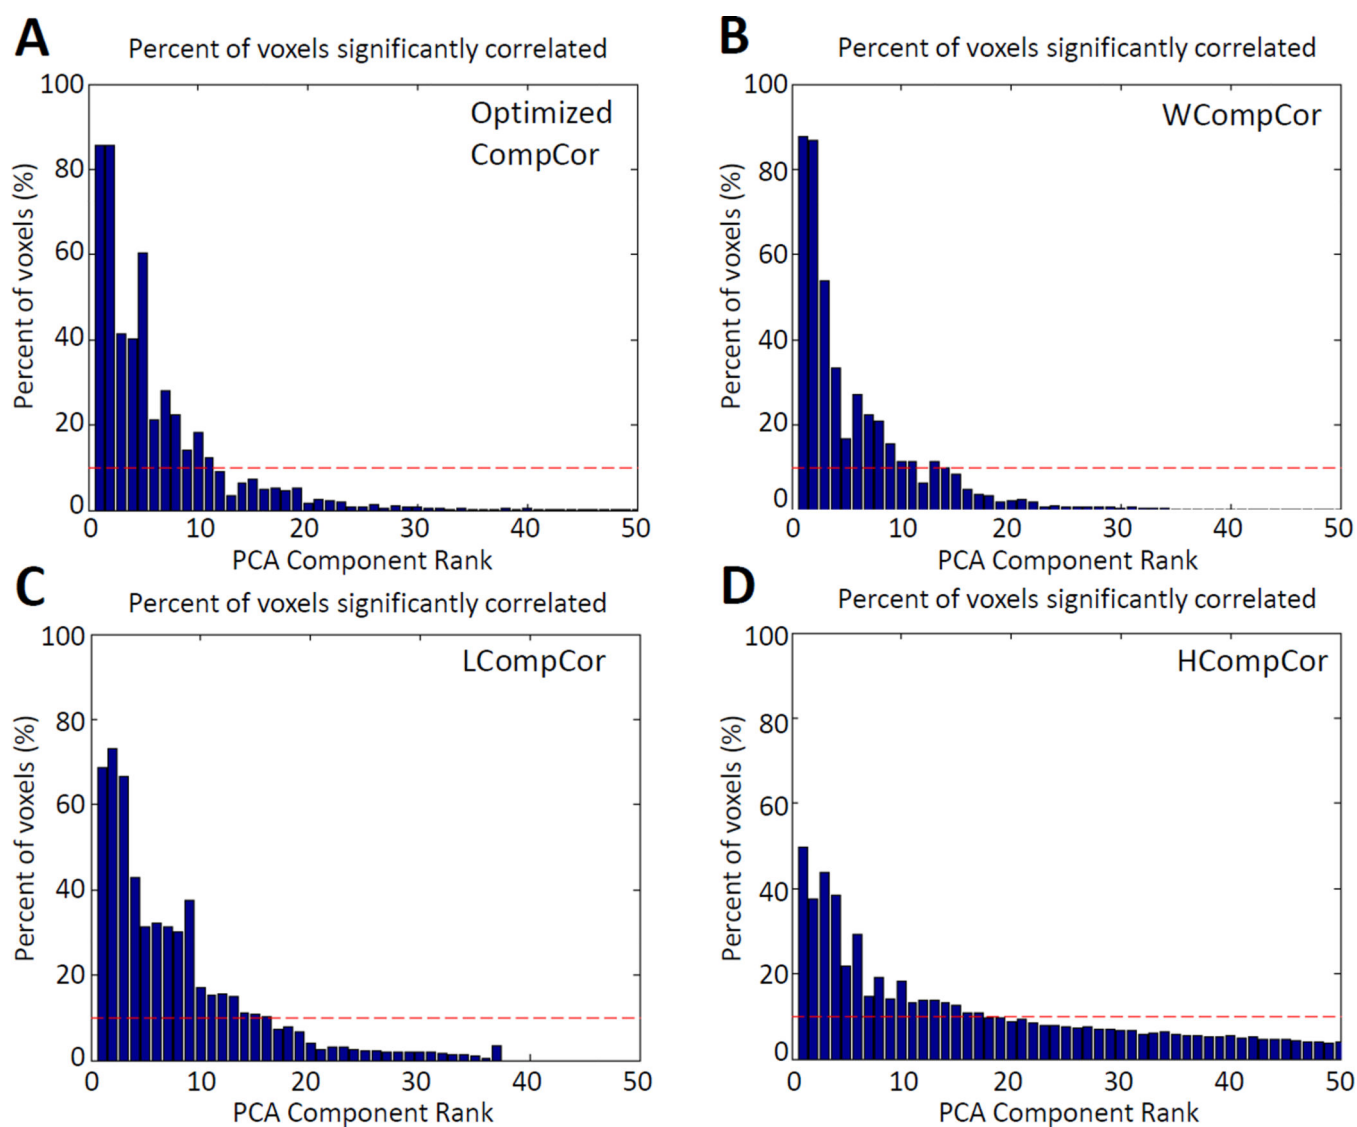 A
Percent of voxels significantly correlated
Optimized
CompCor
Percent of voxels (%)
100
80
60
40
20
0
0 10 20 30 40 50
PCA Component Rank
B
Percent of voxels significantly correlated
WCompCor
Percent of voxels (%)
100
80
60
40
20
0
0 10 20 30 40 50
PCA Component Rank
C
Percent of voxels significantly correlated
LCompCor
Percent of voxels (%)
100
80
60
40
20
0
0 10 20 30 40 50
PCA Component Rank
D
Percent of voxels significantly correlated
HCompCor
Percent of voxels (%)
100
80
60
40
20
0
0 10 20 30 40 50
PCA Component Rank